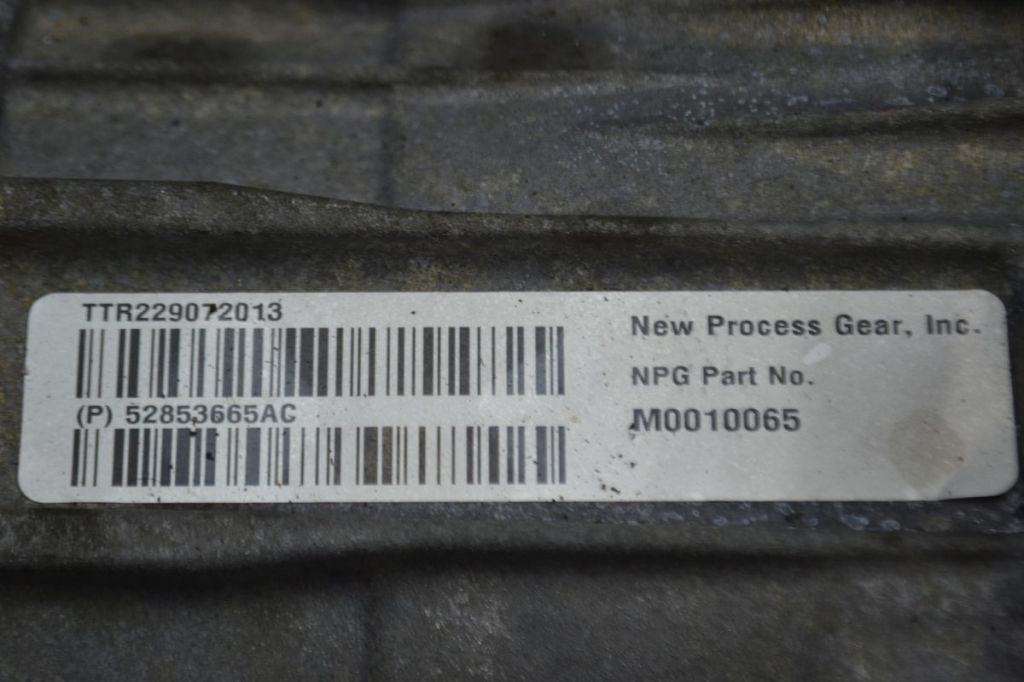 TTR229072013
(P) 52853665AC
New Process Gear, Inc.
NPG Part No.
M0010065